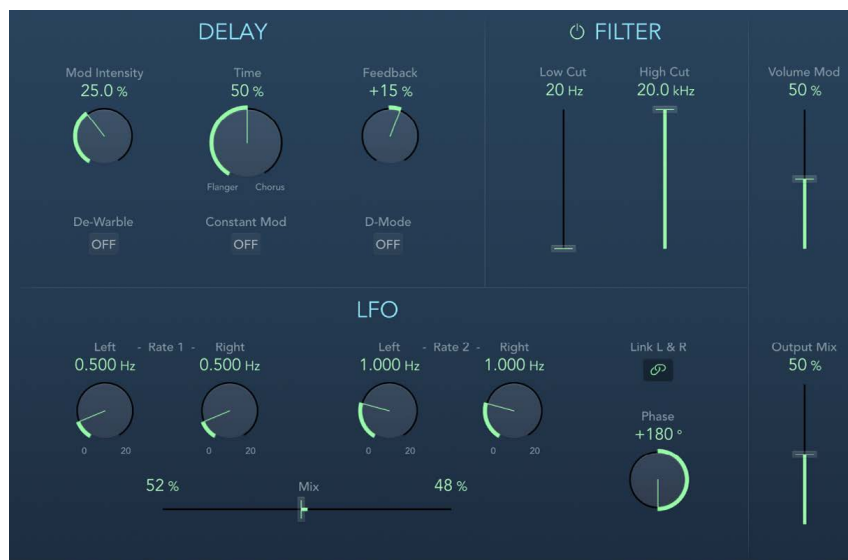 DELAY
FILTER
Mod Intensity
25.0 %
Time
50 %
Feedback
+15 %
Low Cut
20 Hz
High Cut
20.0 kHz
Volume Mod
50 %
Flanger Chorus
De-Warble
OFF
Constant Mod
OFF
D-Mode
OFF
LFO
Left - Rate 1 - Right
0.500 Hz 0.500 Hz
0 20 0 20
Left - Rate 2 - Right
1.000 Hz 1.000 Hz
0 20 0 20
Link L & R
Phase
+180 °
52 % Mix 48 %
Output Mix
50 %